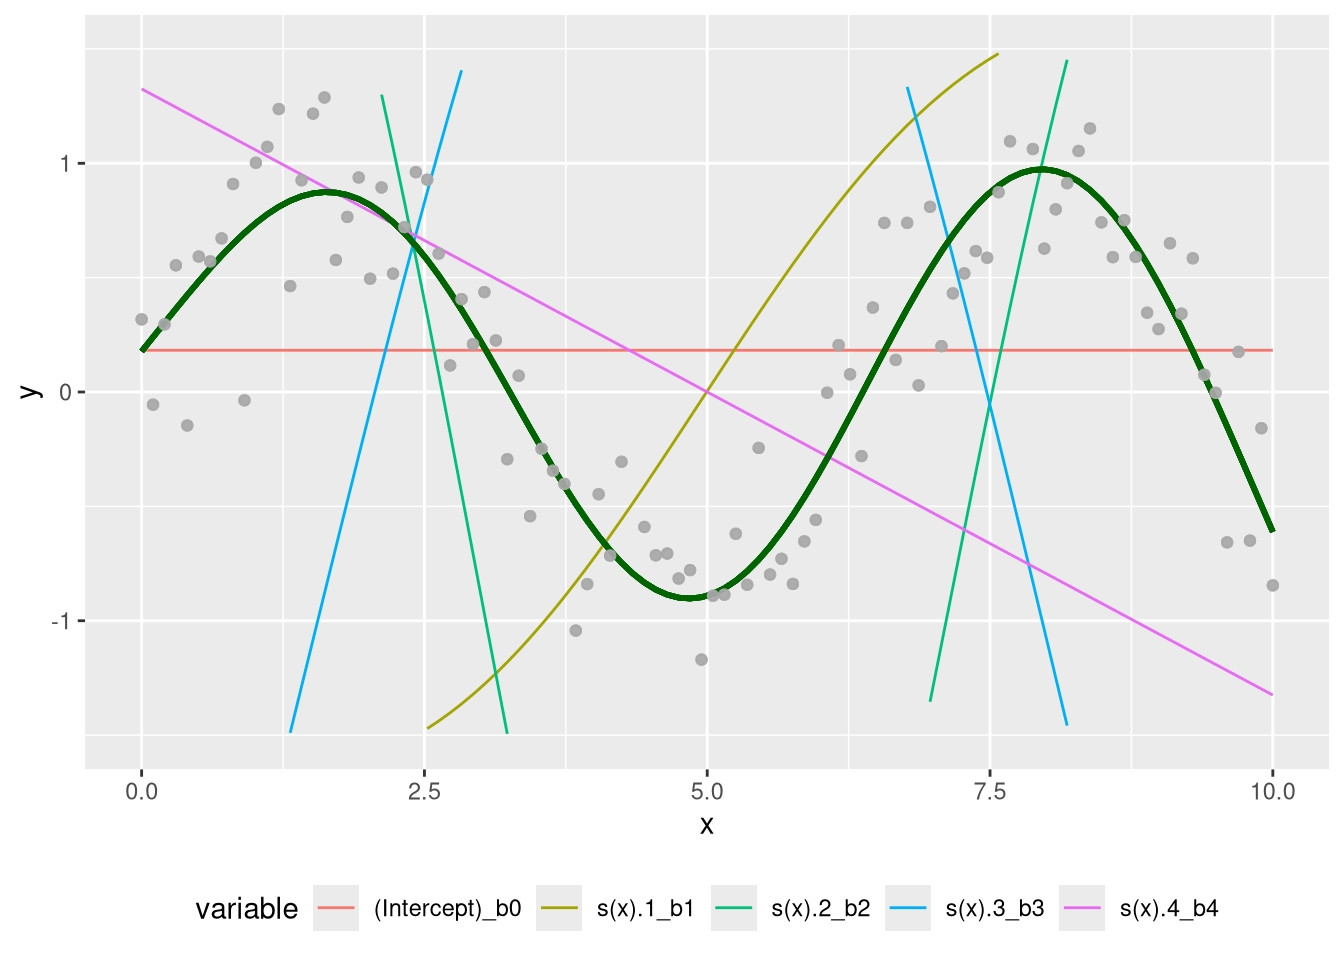 y
1
0
-1
0.0 2.5 5.0 7.5 10.0
x
variable (Intercept)_b0 s(x).1_b1 s(x).2_b2 s(x).3_b3 s(x).4_b4